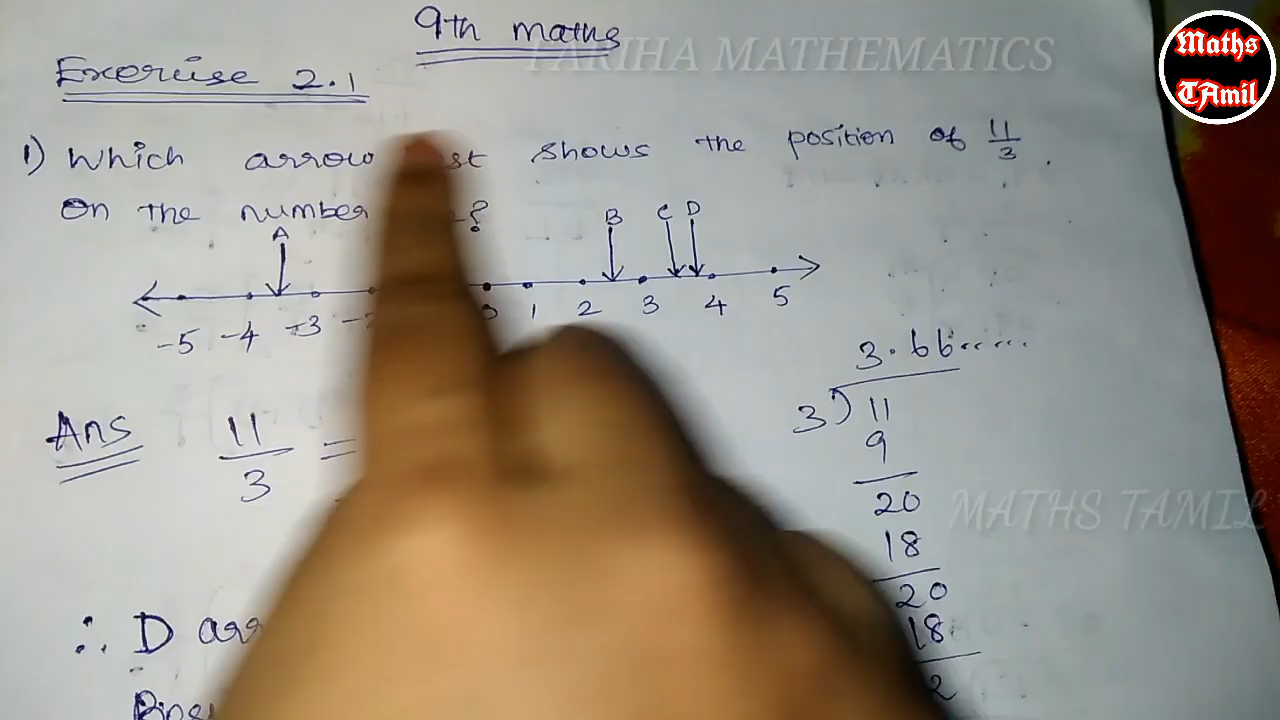 9th maths
TARIHA MATHEMATICS
Maths
TAmil
Exercise 2.1
1) Which arrow shows the position of 11/3.
On the number ?
A B C D
-5 -4 -3 0 1 2 3 4 5
3.66.....
Ans 11/3 =
3) 11
9
20
MATHS TAMIL
18
20
∴ D
18
2